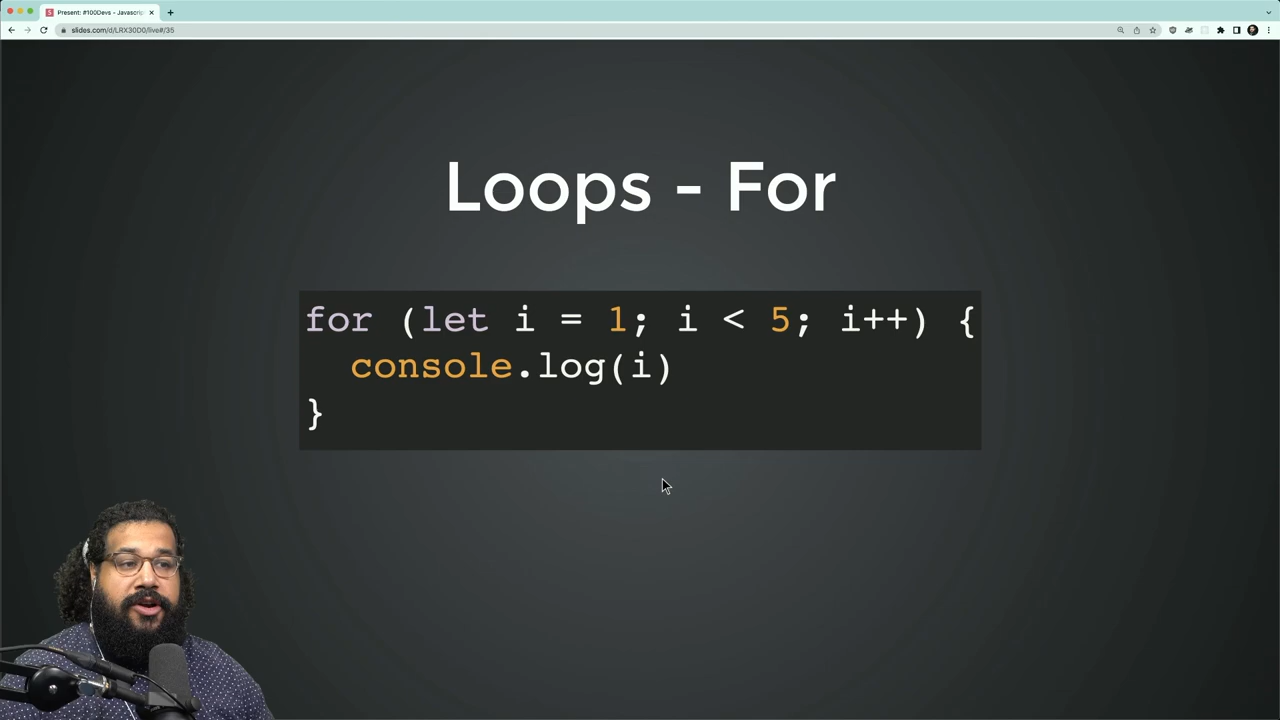 Present: #100Devs - Javascrip
slides.com/d/LRX30D0/live#/35
Loops - For
for (let i = 1; i < 5; i++) {
  console.log(i)
}